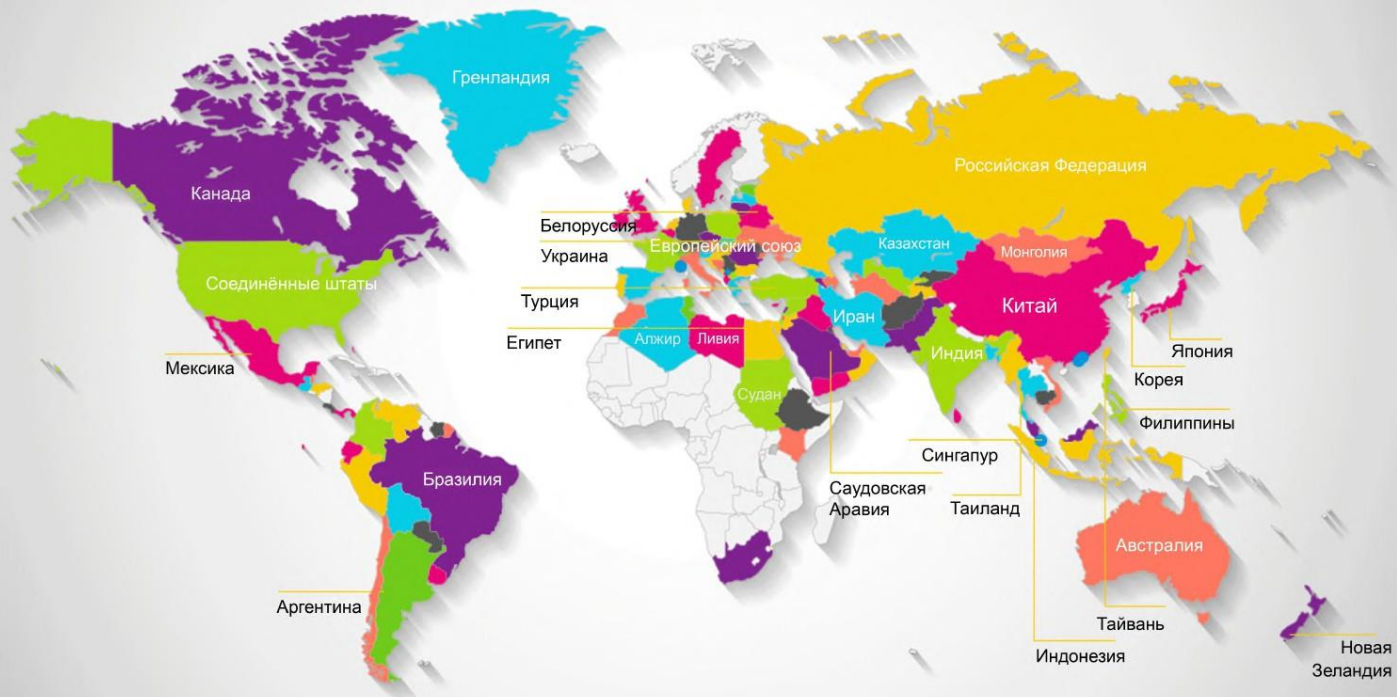 Гренландия
Российская Федерация
Канада
Белоруссия
Европейский союз
Казахстан
Украина
Монголия
Соединённые штаты
Турция
Китай
Иран
Египет
Алжир
Ливия
Индия
Япония
Мексика
Корея
Судан
Филиппины
Сингапур
Бразилия
Саудовская
Аравия
Таиланд
Австралия
Аргентина
Тайвань
Индонезия
Новая
Зеландия